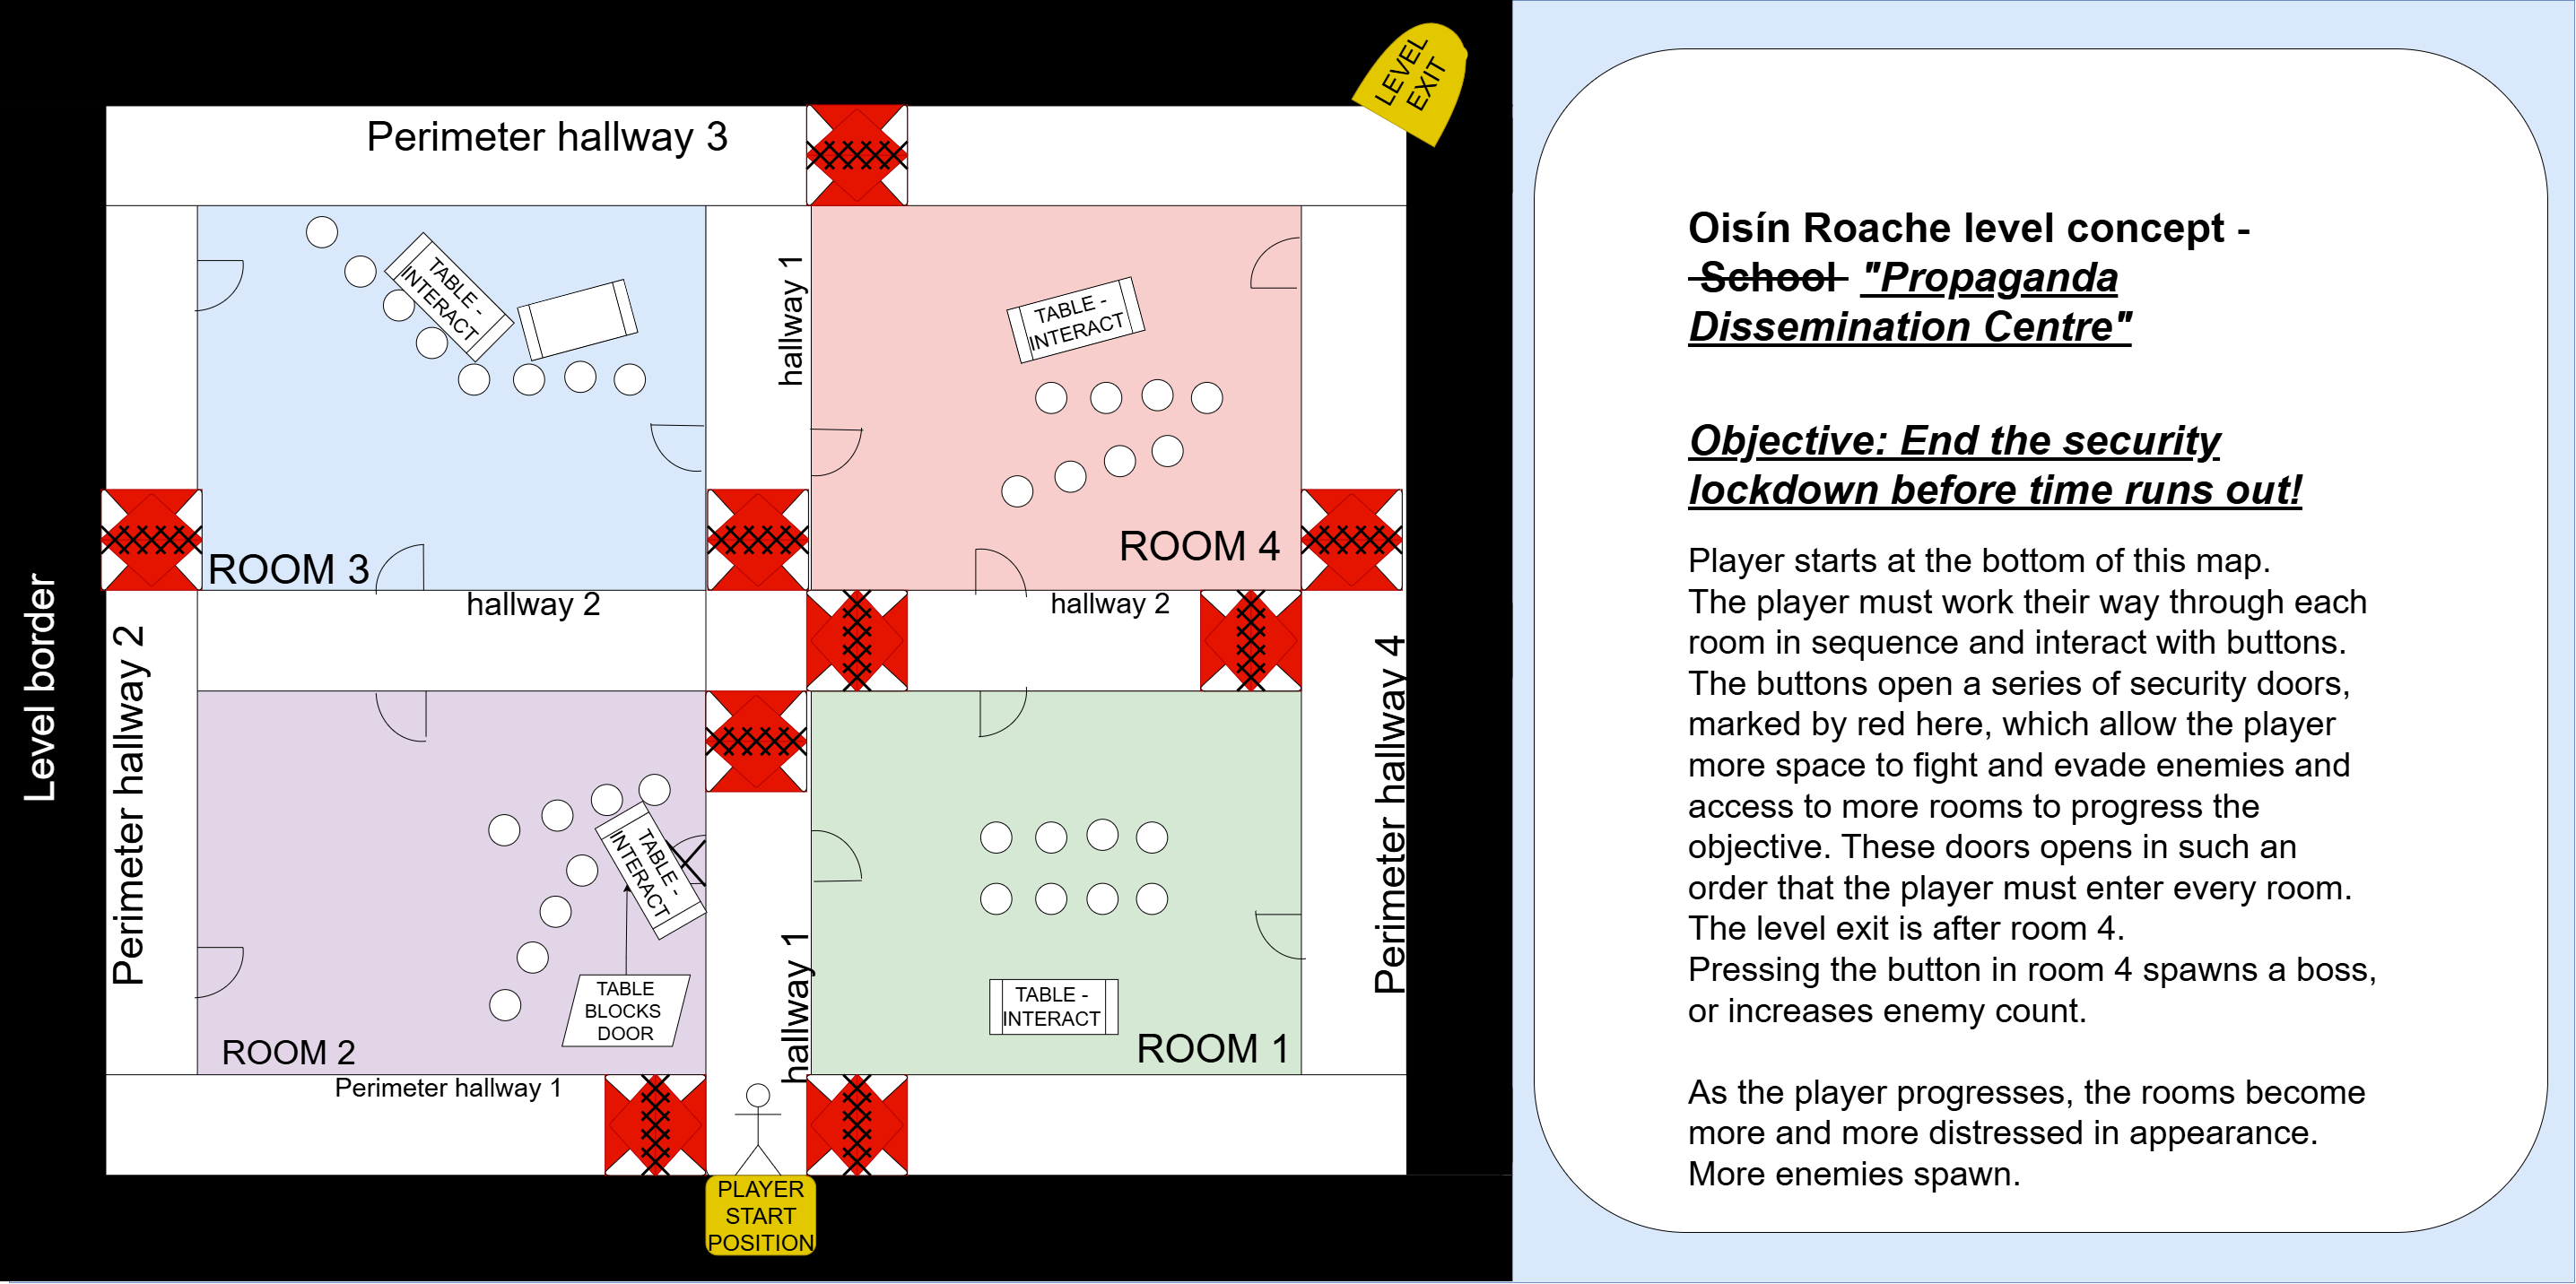 LEVEL
EXIT
Perimeter hallway 3
TABLE -
INTERACT
hallway 1
TABLE -
INTERACT
ROOM 3
ROOM 4
hallway 2
hallway 2
Level border
Perimeter hallway 2
Perimeter hallway 4
TABLE -
INTERACT
TABLE
BLOCKS
DOOR
hallway 1
TABLE -
INTERACT
ROOM 2
ROOM 1
Perimeter hallway 1
PLAYER
START
POSITION
Oisín Roache level concept -
School "Propaganda
Dissemination Centre"
Objective: End the security
lockdown before time runs out!
Player starts at the bottom of this map.
The player must work their way through each
room in sequence and interact with buttons.
The buttons open a series of security doors,
marked by red here, which allow the player
more space to fight and evade enemies and
access to more rooms to progress the
objective. These doors opens in such an
order that the player must enter every room.
The level exit is after room 4.
Pressing the button in room 4 spawns a boss,
or increases enemy count.
As the player progresses, the rooms become
more and more distressed in appearance.
More enemies spawn.